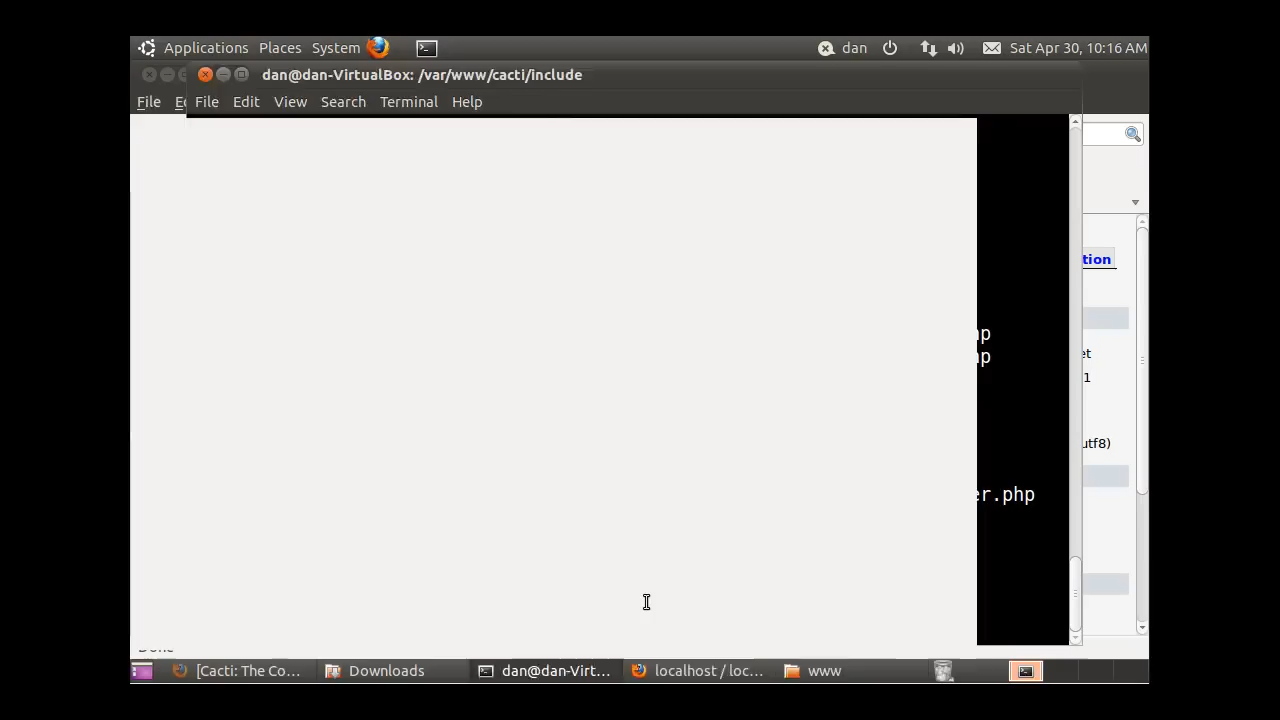 Applications Places System dan Sat Apr 30, 10:16 AM
dan@dan-VirtualBox: /var/www/cacti/include
File File Edit View Search Terminal Help
tion
et
1
utf8)
er.php
Done
[Cacti: The Co... Downloads dan@dan-Virt... localhost / loc... www